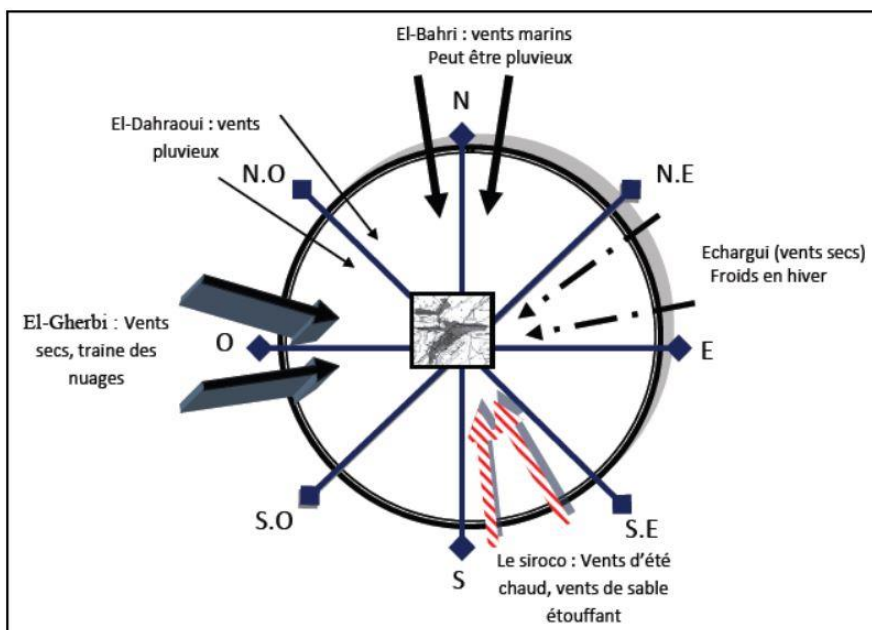 El-Bahri : vents marins
Peut être pluvieux
N
El-Dahraoui : vents
pluvieux
N.O
N.E
Echargui (vents secs)
Froids en hiver
El-Gherbi : Vents
secs, traine des
nuages
O
E
S.O
S.E
S
Le siroco : Vents d'été
chaud, vents de sable
étouffant